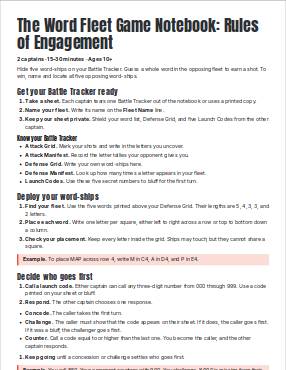 The Word Fleet Game Notebook: Rules
of Engagement
2 captains · 15–30 minutes · Ages 10+
Hide five word-ships on your Battle Tracker. Guess a whole word in the opposing fleet to earn a shot. To
win, name and locate all five opposing word-ships.
Get your Battle Tracker ready
1. Take a sheet. Each captain tears one Battle Tracker out of the notebook or uses a printed copy.
2. Name your fleet. Write its name on the Fleet Name line.
3. Keep your sheet private. Shield your word list, Defense Grid, and Five Launch Codes from the other
captain.
Know your Battle Tracker
• Attack Grid. Mark your shots and write in the letters you uncover.
• Attack Manifest. Record the letter tallies your opponent gives you.
• Defense Grid. Write your own word-ships here.
• Defense Manifest. Look up how many times a letter appears in your fleet.
• Launch Codes. Use these five secret numbers to bluff for the first turn.
Deploy your word-ships
1. Find your fleet. Use the five words printed above your Defense Grid. Their lengths are 5, 4, 3, 3, and
2 letters.
2. Place each word. Write one letter per square, either left to right across a row or top to bottom down
a column.
3. Check your placement. Keep every letter inside the grid. Ships may touch, but they cannot share a
square.
Example. To place MAP across row 4, write M in C4, A in D4, and P in E4.
Decide who goes first
1. Call a launch code. Either captain can call any three-digit number from 000 through 999. Use a code
printed on your sheet or bluff.
2. Respond. The other captain chooses one response.
• Concede. The caller takes the first turn.
• Challenge. The caller must show that the code appears on their sheet. If it does, the caller goes first.
If it was a bluff, the challenger goes first.
• Counter. Call a code equal to or higher than the last one. You become the caller, and the other
captain responds.
3. Keep going until a concession or challenge settles who goes first.